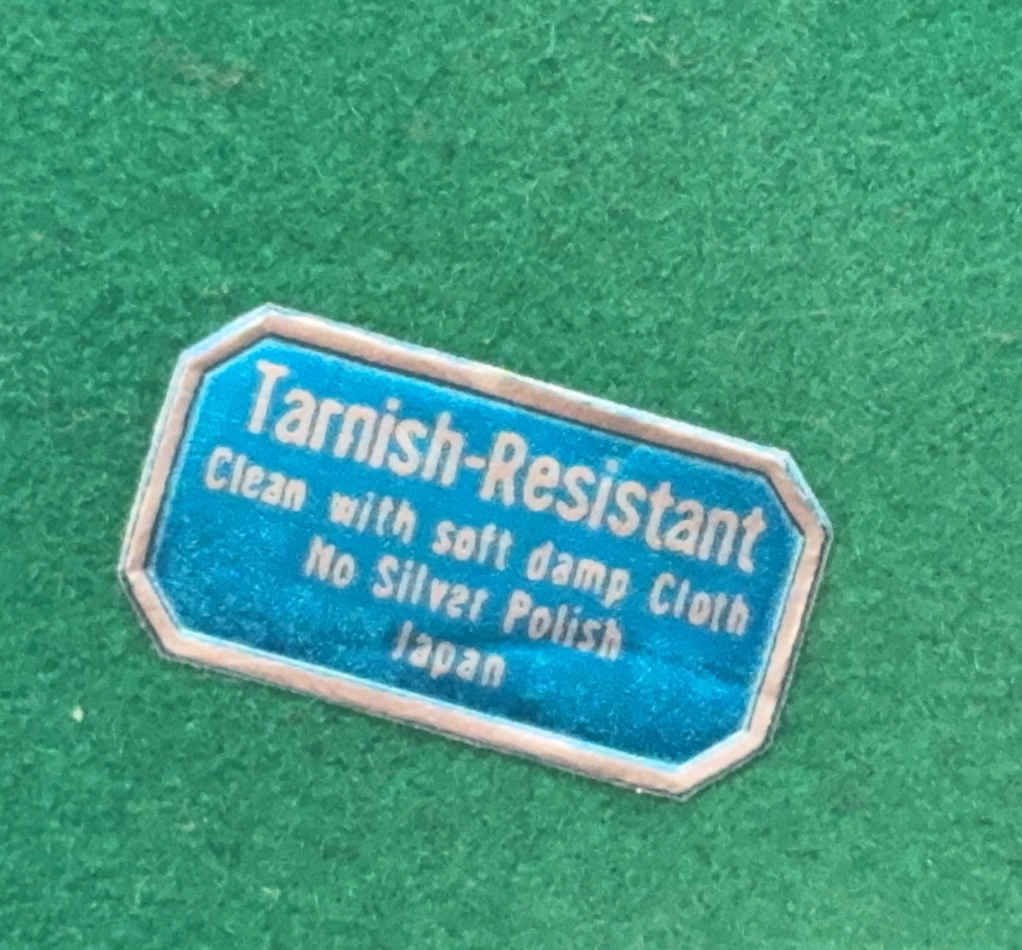 Tarnish-Resistant
Clean with soft damp Cloth
No Silver Polish
Japan